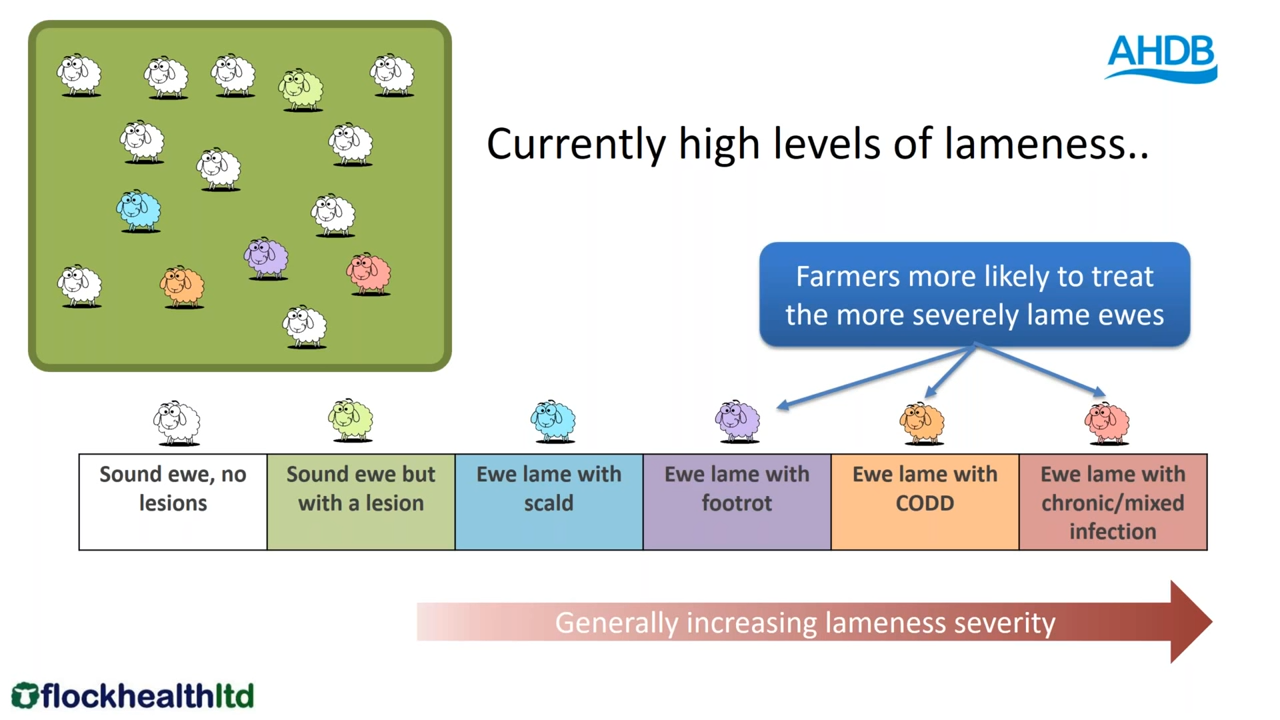 AHDB
Currently high levels of lameness..
Farmers more likely to treat
the more severely lame ewes
Sound ewe, no
lesions
Sound ewe but
with a lesion
Ewe lame with
scald
Ewe lame with
footrot
Ewe lame with
CODD
Ewe lame with
chronic/mixed
infection
Generally increasing lameness severity
flockhealthltd